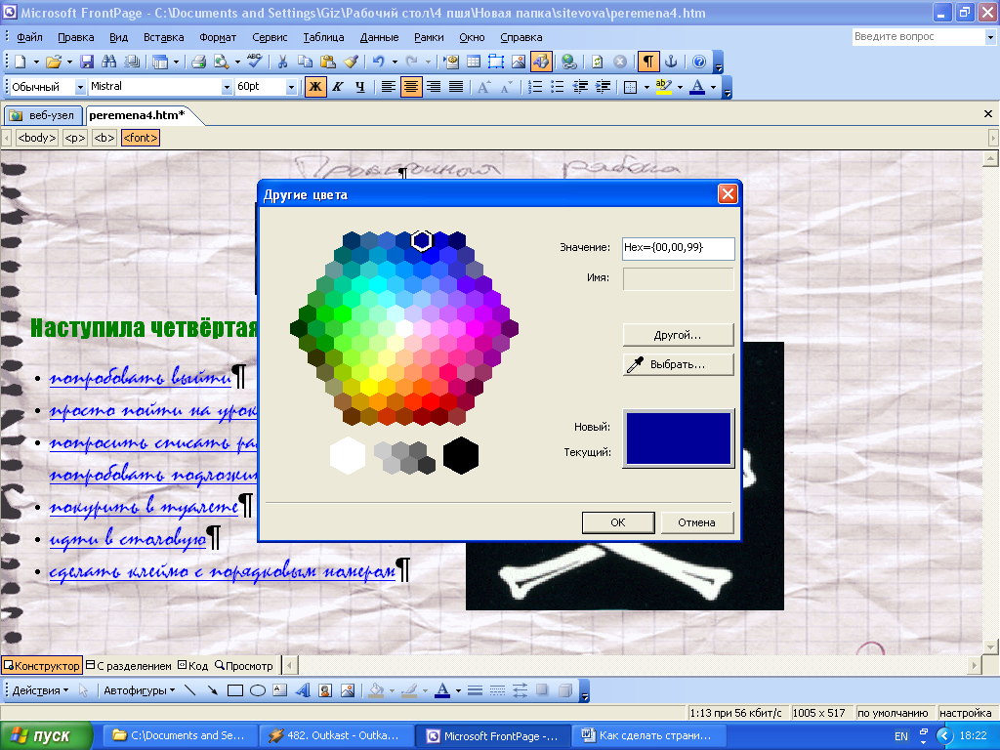 Microsoft FrontPage - C:\Documents and Settings\Giz\Рабочий стол\4 пшя\Новая папка\sitevova\peremena4.htm
Файл Правка Вид Вставка Формат Сервис Таблица Данные Рамки Окно Справка Введите вопрос
Обычный Mistral 60pt Ж К Ч
веб-узел peremena4.htm*
<body> <p> <b> <font>
Проверочная работа
Другие цвета
Значение: Hex={00,00,99}
Имя:
Другой...
Выбрать...
Новый:
Текущий:
OK Отмена
Наступила четвёртая
попробовать выйти¶
просто пойти на урок
попросить списать ра
попробовать подложи
покурить в туалете¶
идти в столовую¶
сделать клеймо с порядковым номером¶
Конструктор С разделением Код Просмотр
Действия Автофигуры
1:13 при 56 кбит/с 1005 x 517 по умолчанию настройка
пуск C:\Documents and Se... 482. Outkast - Outka... Microsoft FrontPage -... Как сделать страни... EN 18:22